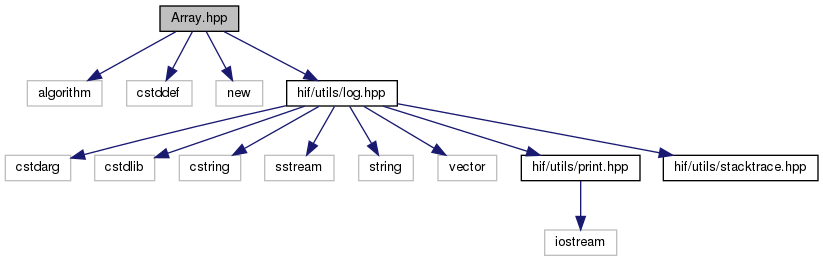 Array.hpp
algorithm
cstddef
new
hif/utils/log.hpp
cstdarg
cstdlib
cstring
sstream
string
vector
hif/utils/print.hpp
hif/utils/stacktrace.hpp
iostream